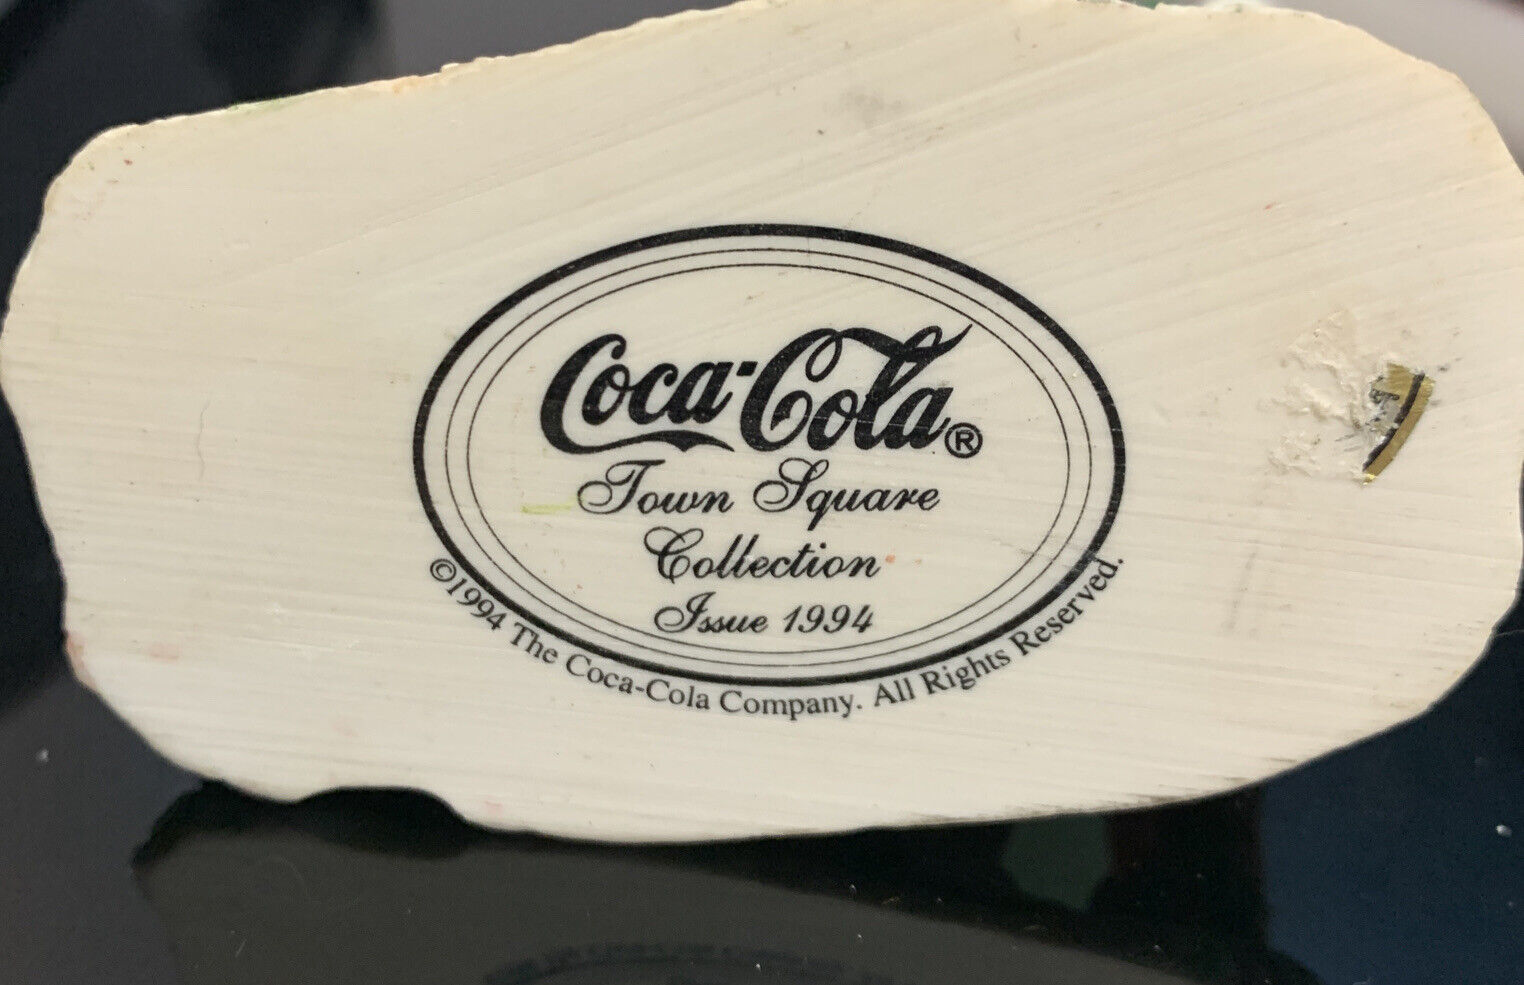 Coca-Cola®
Town Square
Collection
Issue 1994
©1994 The Coca-Cola Company. All Rights Reserved.